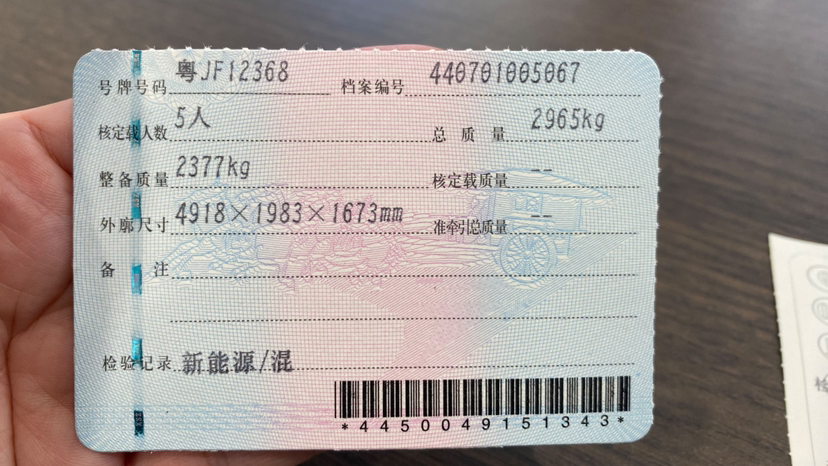 号牌号码 粤JF12368 档案编号 440701005067
核定载人数 5人 总质量 2965kg
整备质量 2377kg 核定载质量 --
外廓尺寸 4918×1983×1673mm 准牵引总质量 --
备注
检验记录 新能源/混
*4450049151343*